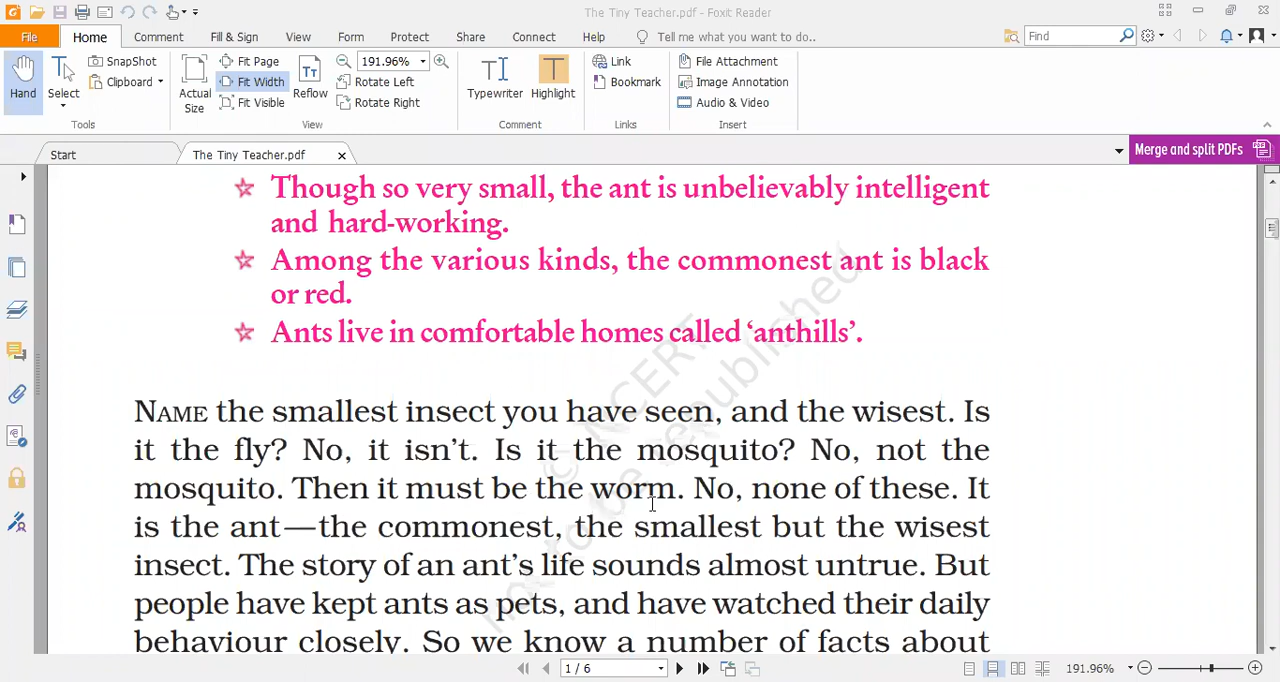 The Tiny Teacher.pdf - Foxit Reader
File Home Comment Fill & Sign View Form Protect Share Connect Help Tell me what you want to do.. Find
SnapShot Fit Page 191.96% Link File Attachment
Hand Select Clipboard Actual Size Fit Width Reflow Rotate Left Typewriter Highlight Bookmark Image Annotation
Fit Visible Rotate Right Audio & Video
Tools View Comment Links Insert
Start The Tiny Teacher.pdf Merge and split PDFs
Though so very small, the ant is unbelievably intelligent
and hard-working.
Among the various kinds, the commonest ant is black
or red.
Ants live in comfortable homes called ‘anthills’.
© NCERT
not to be republished
NAME the smallest insect you have seen, and the wisest. Is
it the fly? No, it isn’t. Is it the mosquito? No, not the
mosquito. Then it must be the worm. No, none of these. It
is the ant—the commonest, the smallest but the wisest
insect. The story of an ant’s life sounds almost untrue. But
people have kept ants as pets, and have watched their daily
behaviour closely. So we know a number of facts about
1 / 6 191.96%